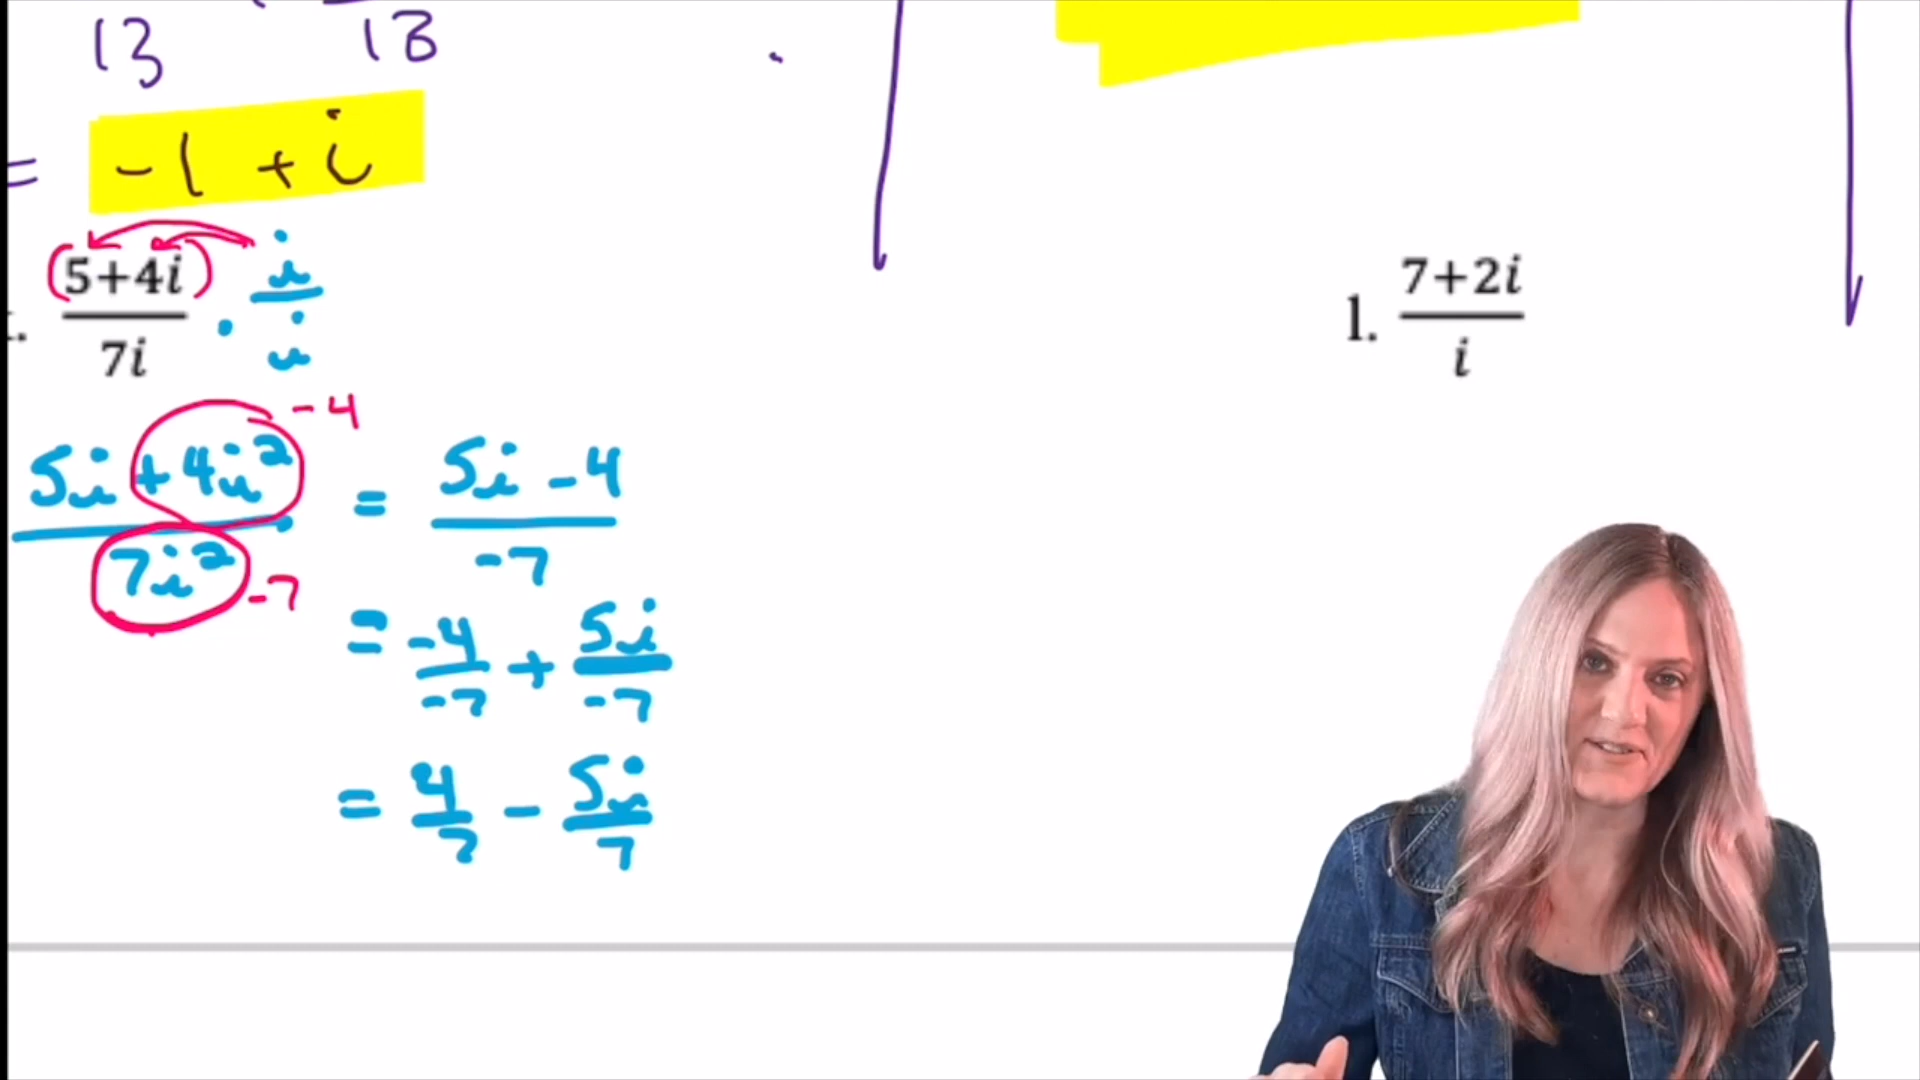 13 13
= -1 + i
(5+4i)/7i · i/i
5i+4i²/7i² -4 -7 = 5i-4/-7
= -4/-7 + 5i/-7
= 4/7 - 5i/7
l. 7+2i/i